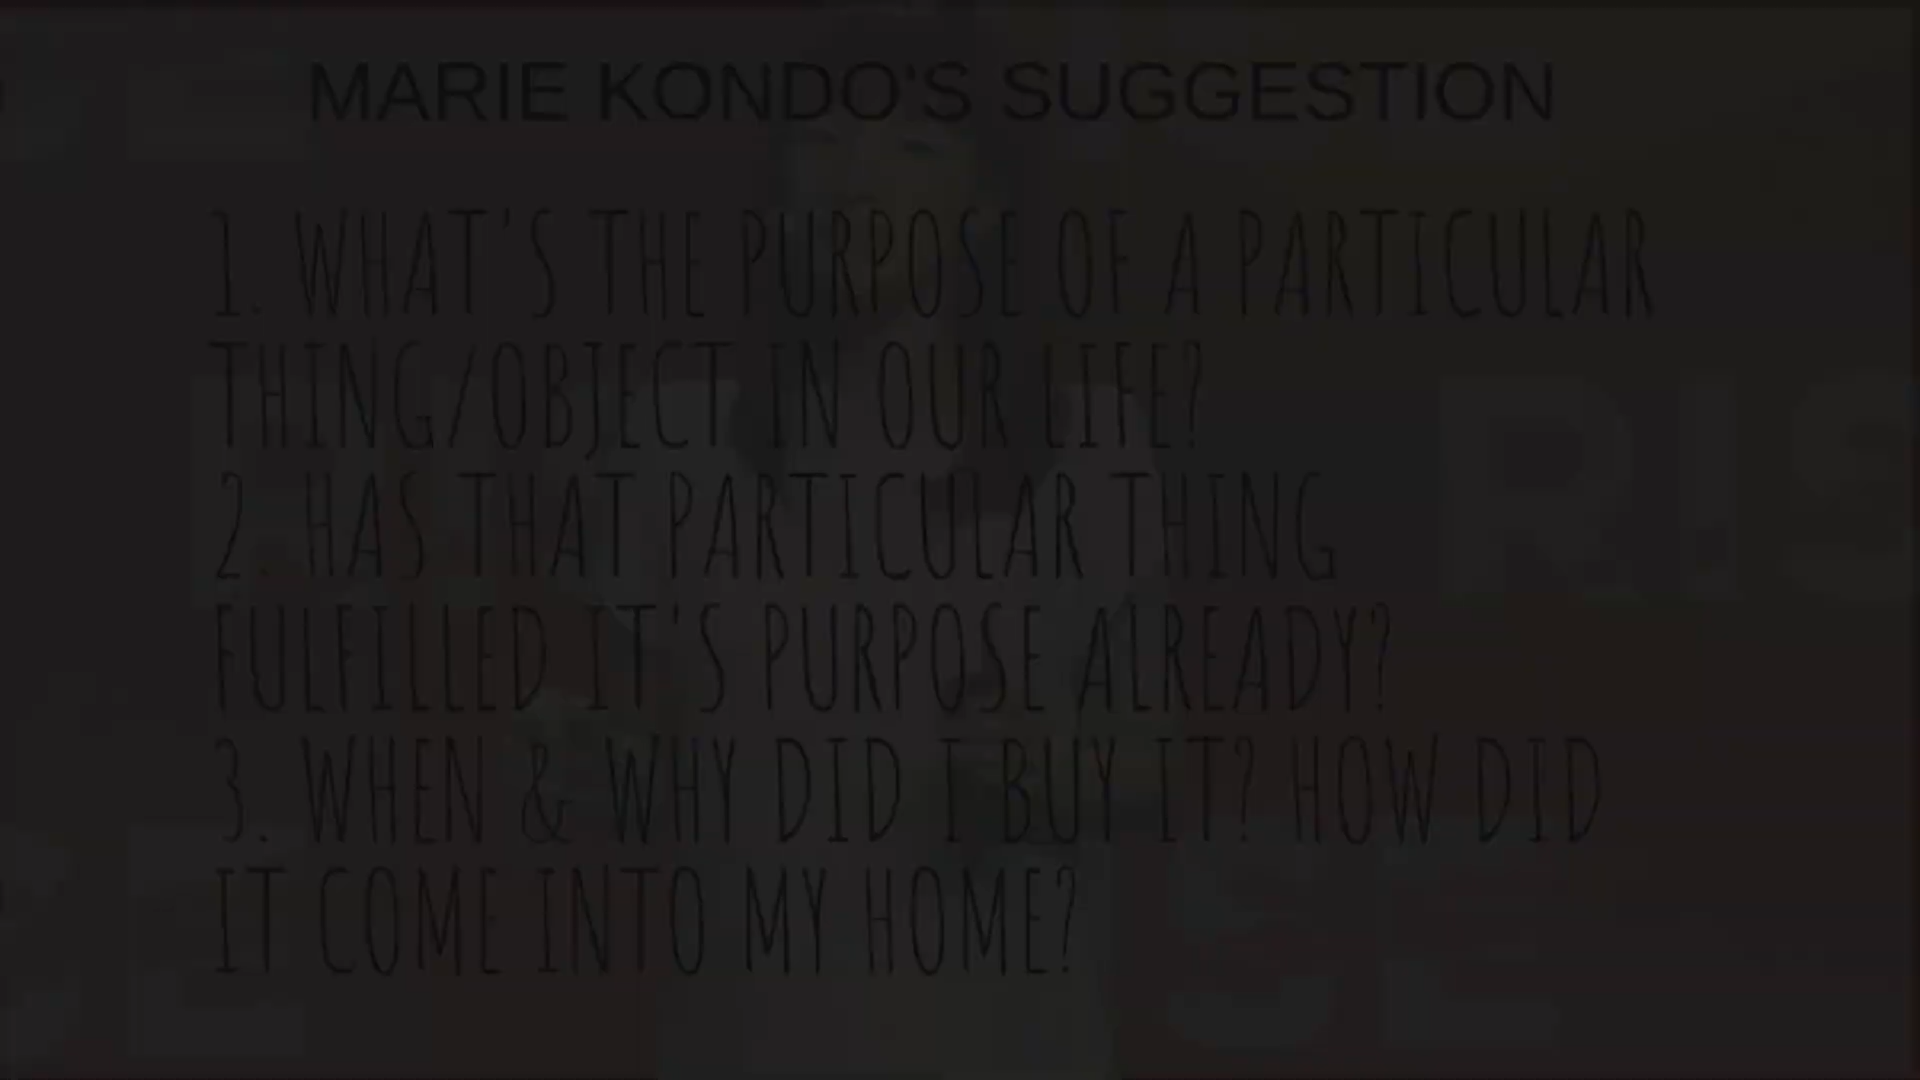 MARIE KONDO'S SUGGESTION
1. WHAT'S THE PURPOSE OF A PARTICULAR
THING/OBJECT IN OUR LIFE?
2. HAS THAT PARTICULAR THING
FULFILLED IT'S PURPOSE ALREADY?
3. WHEN & WHY DID I BUY IT? HOW DID
IT COME INTO MY HOME?